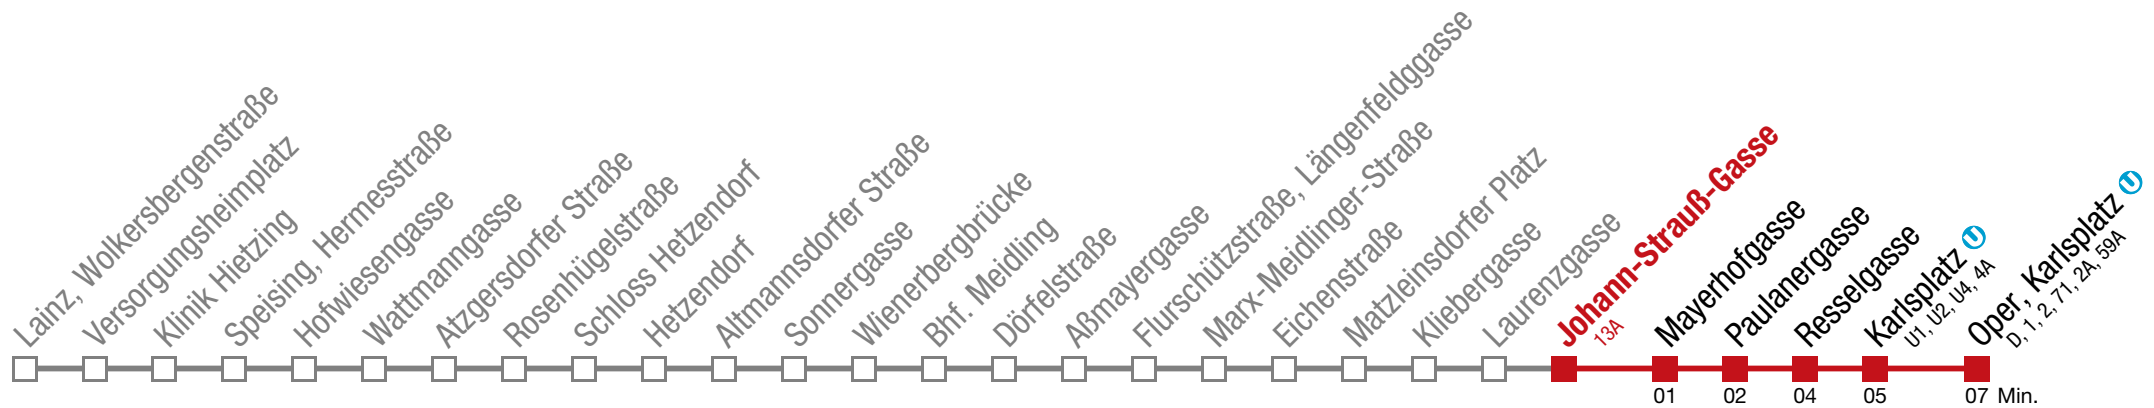 Lainz, Wolkersbergenstraße
Versorgungsheimplatz
Klinik Hietzing
Speising, Hermesstraße
Hofwiesengasse
Wattmanngasse
Atzgersdorfer Straße
Rosenhügelstraße
Schloss Hetzendorf
Hetzendorf
Altmannsdorfer Straße
Sonnergasse
Wienerbergbrücke
Bhf. Meidling
Dörfelstraße
Aßmayergasse
Flurschützstraße, Längenfeldggasse
Marx-Meidlinger-Straße
Eichenstraße
Matzleinsdorfer Platz
Kliebergasse
Laurenzgasse
Johann-Strauß-Gasse
13A
Mayerhofgasse
Paulanergasse
Resselgasse
Karlsplatz U
U1, U2, U4, 4A
Oper, Karlsplatz U
D, 1, 2, 71, 2A, 59A
01 02 04 05 07 Min.